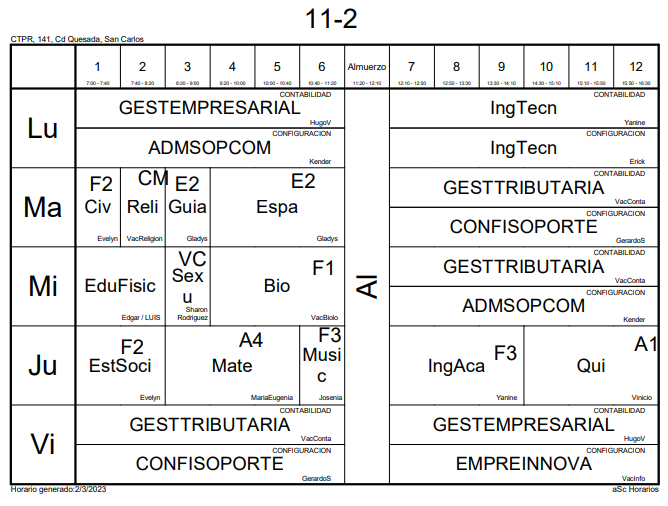 11-2
CTPR, 141, Cd Quesada, San Carlos
1 2 3 4 5 6 Almuerzo 7 8 9 10 11 12
7:00 - 7:40 7:40 - 8:20 8:20 - 9:00 9:20 - 10:00 10:00 - 10:40 10:40 - 11:20 11:20 - 12:10 12:10 - 12:50 12:50 - 13:30 13:30 - 14:10 14:30 - 15:10 15:10 - 15:50 15:50 - 16:30
Lu
CONTABILIDAD
GESTEMPRESARIAL
HugoV
CONFIGURACION
ADMSOPCOM
Kender
CONTABILIDAD
IngTecn
Yanine
CONFIGURACION
IngTecn
Erick
Ma
F2
Civ
Evelyn
CM
Reli
VacReligion
E2
Guia
Gladys
E2
Espa
Gladys
CONTABILIDAD
GESTTRIBUTARIA
VacConta
CONFIGURACION
CONFISOPORTE
GerardoS
Mi
EduFisic
Edgar / LUIS
VC
Sex
u
Sharon
Rodriguez
F1
Bio
VacBiolo
CONTABILIDAD
GESTTRIBUTARIA
VacConta
CONFIGURACION
ADMSOPCOM
Kender
Al
Ju
F2
EstSoci
Evelyn
A4
Mate
MariaEugenia
F3
Musi
c
Josenia
F3
IngAca
Yanine
A1
Qui
Vinicio
Vi
CONTABILIDAD
GESTTRIBUTARIA
VacConta
CONFIGURACION
CONFISOPORTE
GerardoS
CONTABILIDAD
GESTEMPRESARIAL
HugoV
CONFIGURACION
EMPREINNOVA
VacInfo
Horario generado:2/3/2023
aSc Horarios